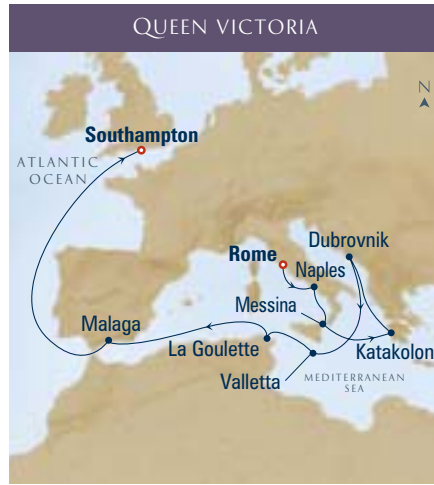 QUEEN VICTORIA
N
Southampton
ATLANTIC
OCEAN
Dubrovnik
Rome
Naples
Messina
Malaga
La Goulette
Katakolon
Valletta
MEDITERRANEAN
SEA